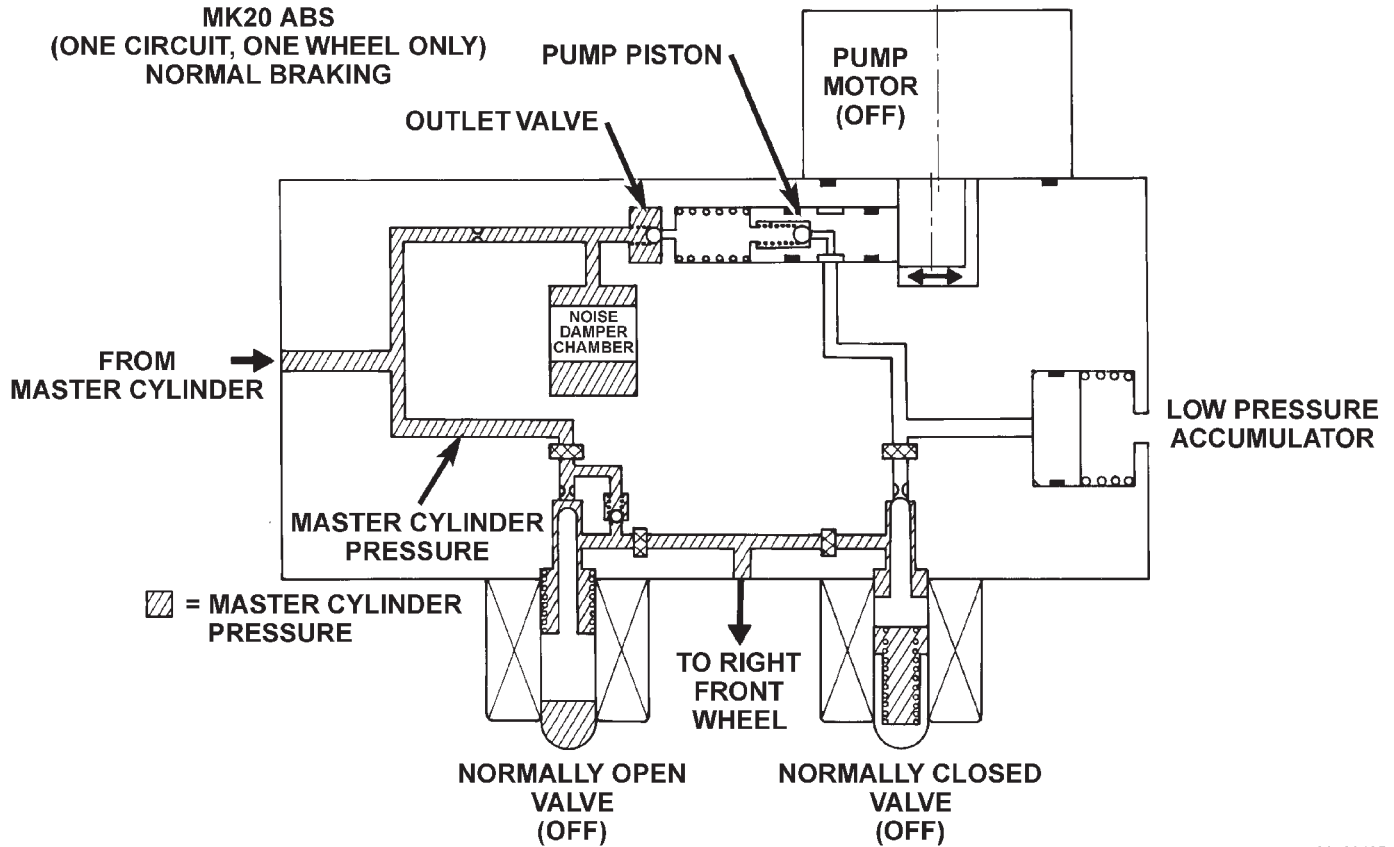 MK20 ABS
(ONE CIRCUIT, ONE WHEEL ONLY)
NORMAL BRAKING
PUMP PISTON
PUMP
MOTOR
(OFF)
OUTLET VALVE
NOISE
DAMPER
CHAMBER
FROM
MASTER CYLINDER
LOW PRESSURE
ACCUMULATOR
MASTER CYLINDER
PRESSURE
= MASTER CYLINDER
PRESSURE
TO RIGHT
FRONT
WHEEL
NORMALLY OPEN
VALVE
(OFF)
NORMALLY CLOSED
VALVE
(OFF)